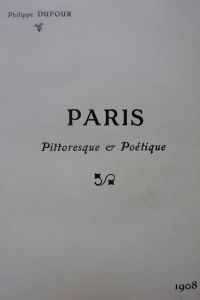 Philippe DUFOUR
PARIS
Pittoresque & Poétique
1908